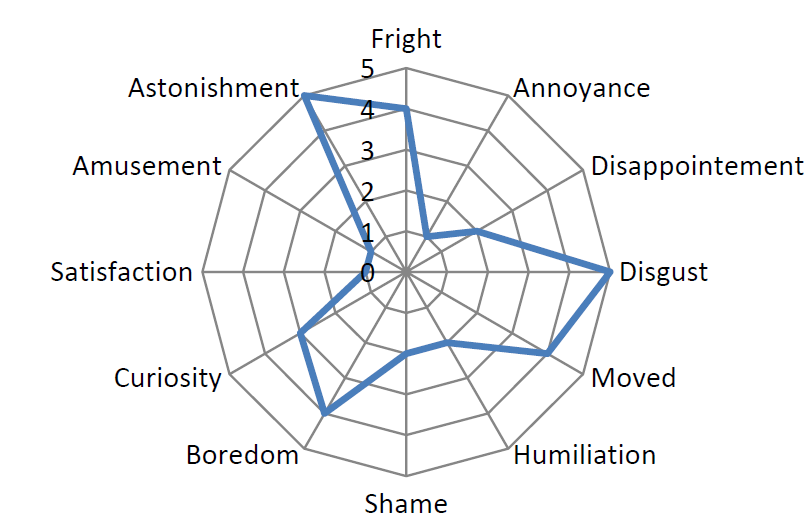 Fright
5
Astonishment
Annoyance
4
3
Amusement
Disappointement
2
1
Satisfaction
0
Disgust
Curiosity
Moved
Boredom
Humiliation
Shame